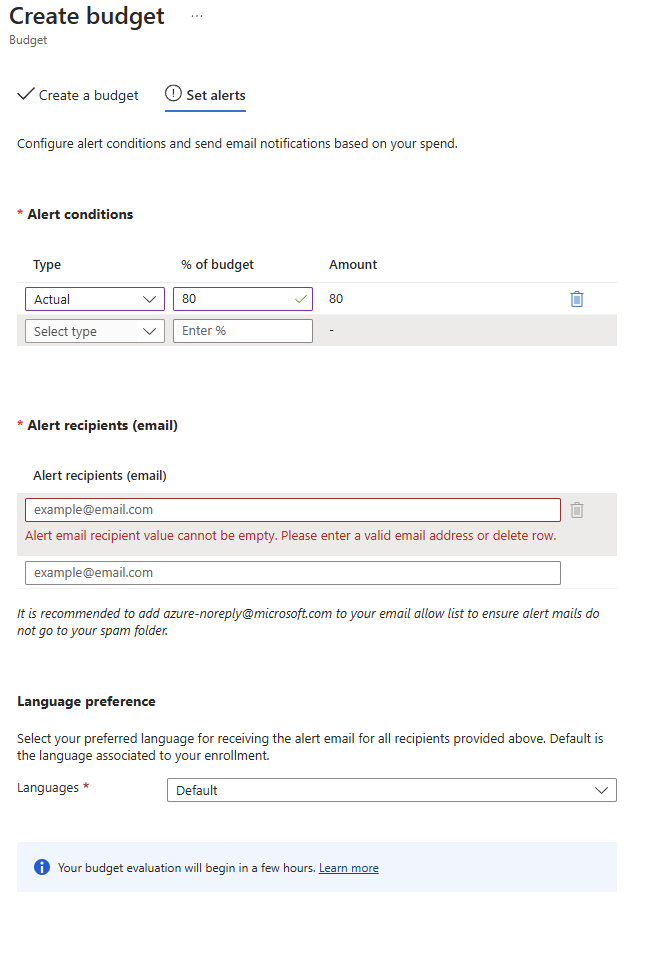 Create budget ...
Budget
Create a budget Set alerts
Configure alert conditions and send email notifications based on your spend.
* Alert conditions
Type % of budget Amount
Actual 80 80
Select type Enter % -
* Alert recipients (email)
Alert recipients (email)
example@email.com
Alert email recipient value cannot be empty. Please enter a valid email address or delete row.
example@email.com
It is recommended to add azure-noreply@microsoft.com to your email allow list to ensure alert mails do
not go to your spam folder.
Language preference
Select your preferred language for receiving the alert email for all recipients provided above. Default is
the language associated to your enrollment.
Languages * Default
Your budget evaluation will begin in a few hours. Learn more